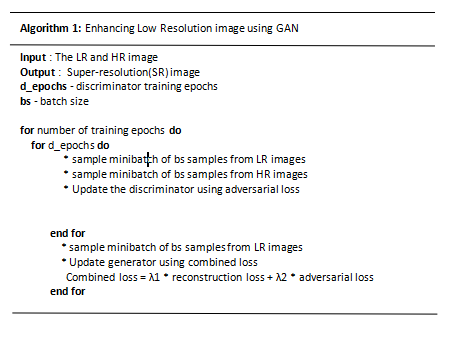 Algorithm 1: Enhancing Low Resolution image using GAN
Input : The LR and HR image
Output : Super-resolution(SR) image
d_epochs - discriminator training epochs
bs - batch size
for number of training epochs do
for d_epochs do
* sample minibatch of bs samples from LR images
* sample minibatch of bs samples from HR images
* Update the discriminator using adversarial loss
end for
* sample minibatch of bs samples from LR images
* Update generator using combined loss
Combined loss = λ1 * reconstruction loss + λ2 * adversarial loss
end for